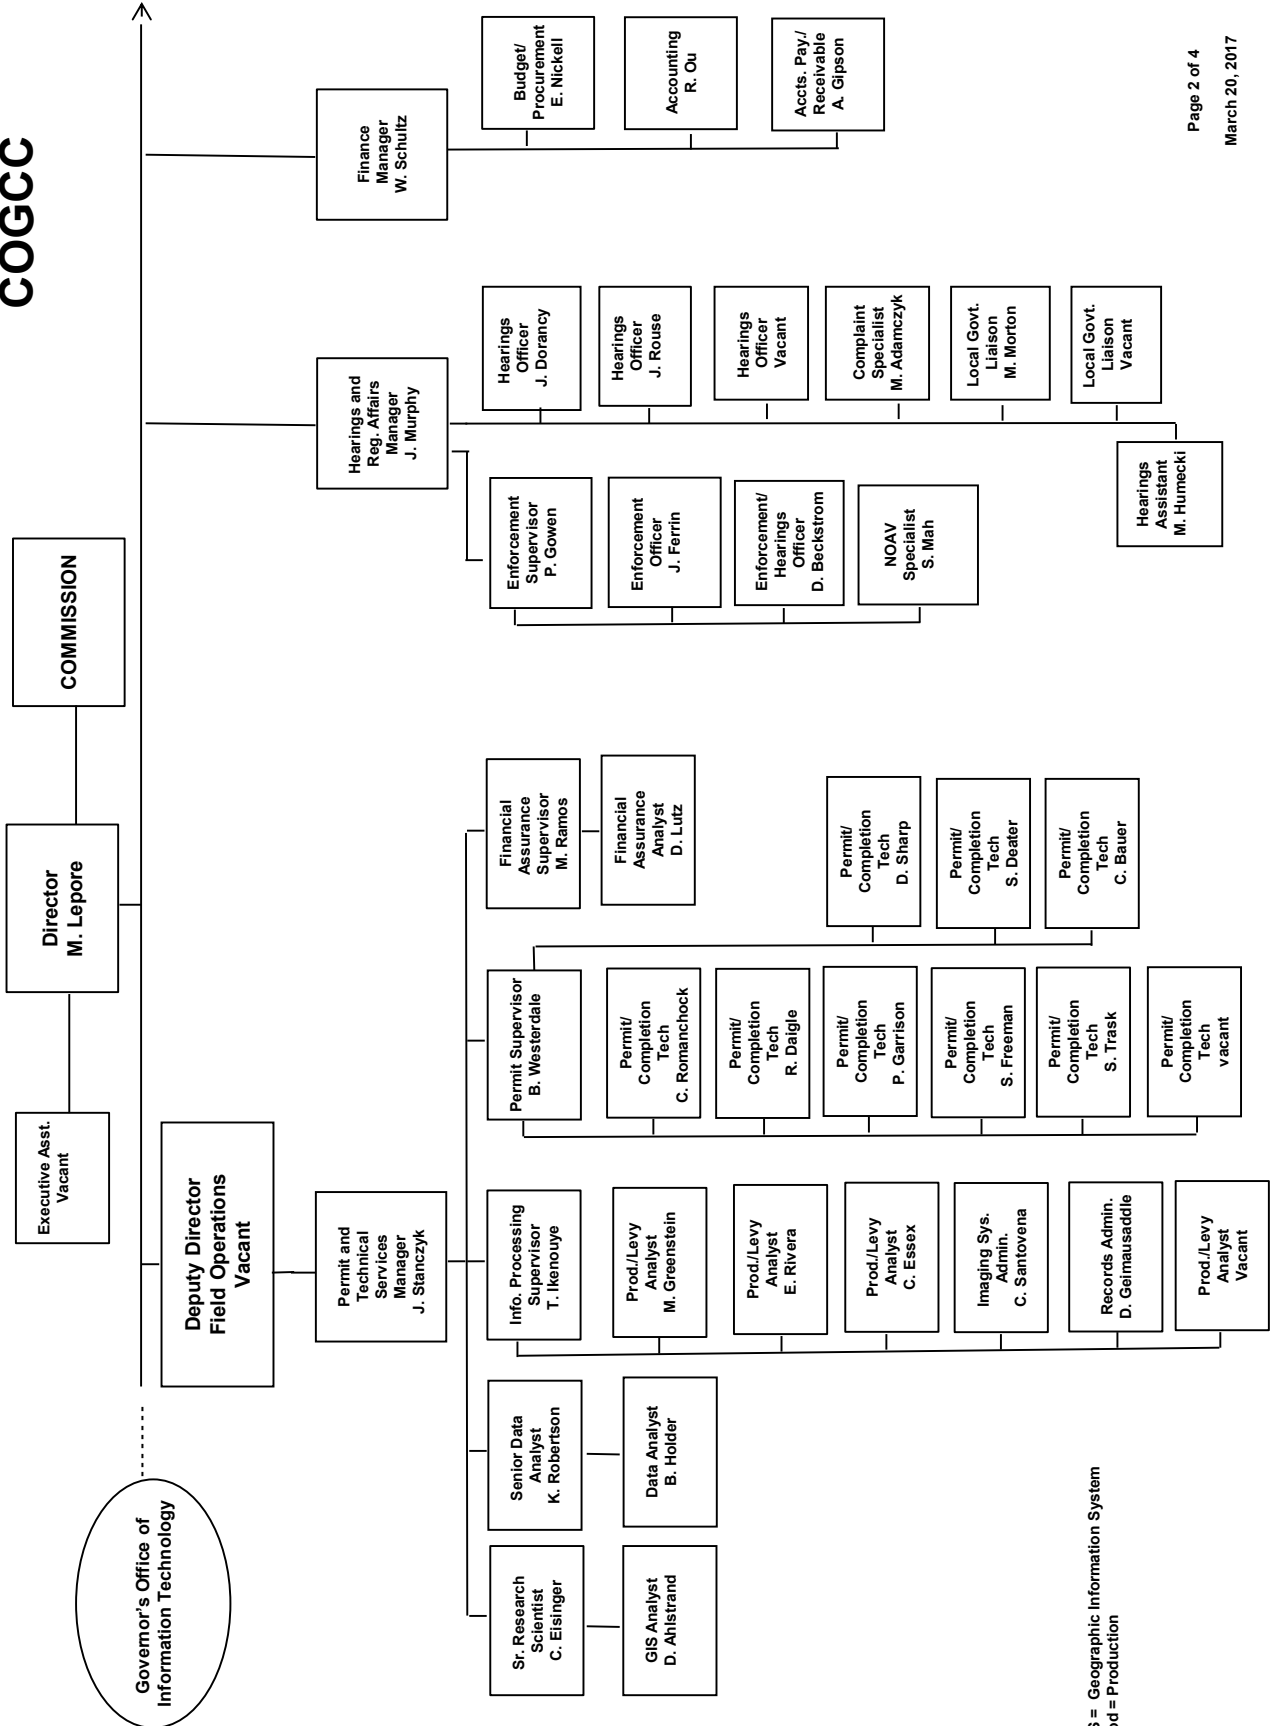 COGCC
COMMISSION
Director
M. Lepore
Executive Asst.
Vacant
Governor's Office of
Information Technology
Deputy Director
Field Operations
Vacant
Permit and
Technical
Services
Manager
J. Stanczyk
Hearings and
Reg. Affairs
Manager
J. Murphy
Finance
Manager
W. Schultz
Sr. Research
Scientist
C. Eisinger
GIS Analyst
D. Ahlstrand
Senior Data
Analyst
K. Robertson
Data Analyst
B. Holder
Info. Processing
Supervisor
T. Ikenouye
Prod./Levy
Analyst
M. Greenstein
Prod./Levy
Analyst
E. Rivera
Prod./Levy
Analyst
C. Essex
Imaging Sys.
Admin.
C. Santovena
Records Admin.
D. Geimausaddle
Prod./Levy
Analyst
Vacant
Permit Supervisor
B. Westerdale
Permit/
Completion
Tech
C. Romanchock
Permit/
Completion
Tech
R. Daigle
Permit/
Completion
Tech
P. Garrison
Permit/
Completion
Tech
S. Freeman
Permit/
Completion
Tech
S. Trask
Permit/
Completion
Tech
vacant
Permit/
Completion
Tech
D. Sharp
Permit/
Completion
Tech
S. Deater
Permit/
Completion
Tech
C. Bauer
Financial
Assurance
Supervisor
M. Ramos
Financial
Assurance
Analyst
D. Lutz
Enforcement
Supervisor
P. Gowen
Enforcement
Officer
J. Ferrin
Enforcement/
Hearings
Officer
D. Beckstrom
NOAV
Specialist
S. Mah
Hearings
Officer
J. Dorancy
Hearings
Officer
J. Rouse
Hearings
Officer
Vacant
Complaint
Specialist
M. Adamczyk
Local Govt.
Liaison
M. Morton
Local Govt.
Liaison
Vacant
Hearings
Assistant
M. Humecki
Budget/
Procurement
E. Nickell
Accounting
R. Ou
Accts. Pay./
Receivable
A. Gipson
= Geographic Information System
= Production
Page 2 of 4
March 20, 2017